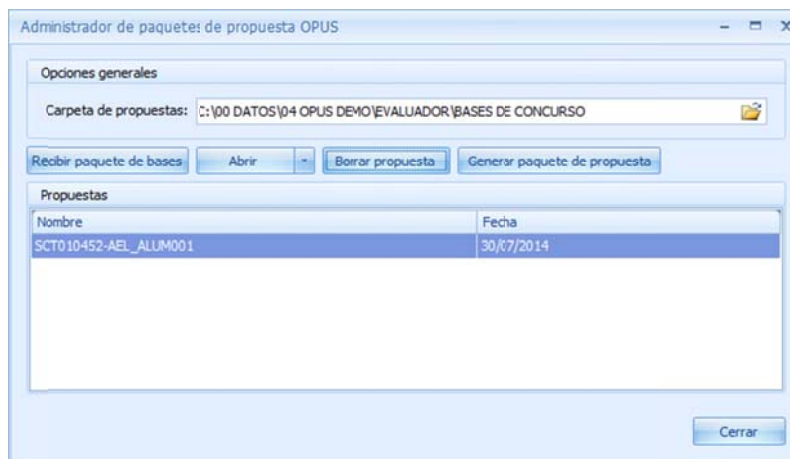 Administrador de paquetes de propuesta OPUS
Opciones generales
Carpeta de propuestas: C:\00 DATOS\04 OPUS DEMO\EVALUADOR\BASES DE CONCURSO
Recibir paquete de bases Abrir Borrar propuesta Generar paquete de propuesta
Propuestas
Nombre Fecha
SCT010452-AEL_ALUM001 30/07/2014
Cerrar